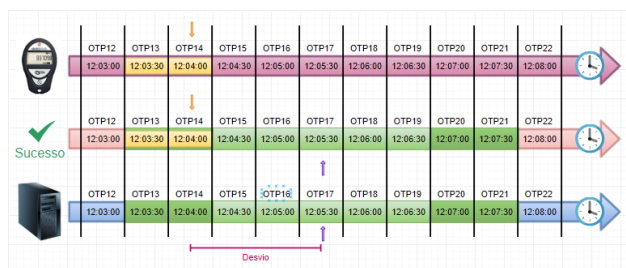 OTP12 OTP13 OTP14 OTP15 OTP16 OTP17 OTP18 OTP19 OTP20 OTP21 OTP22
12:03:00 12:03:30 12:04:00 12:04:30 12:05:00 12:05:30 12:06:00 12:06:30 12:07:00 12:07:30 12:08:00
OTP12 OTP13 OTP14 OTP15 OTP16 OTP17 OTP18 OTP19 OTP20 OTP21 OTP22
12:03:00 12:03:30 12:04:00 12:04:30 12:05:00 12:05:30 12:06:00 12:06:30 12:07:00 12:07:30 12:08:00
Sucesso
OTP12 OTP13 OTP14 OTP15 OTP16 OTP17 OTP18 OTP19 OTP20 OTP21 OTP22
12:03:00 12:03:30 12:04:00 12:04:30 12:05:00 12:05:30 12:06:00 12:06:30 12:07:00 12:07:30 12:08:00
Desvio